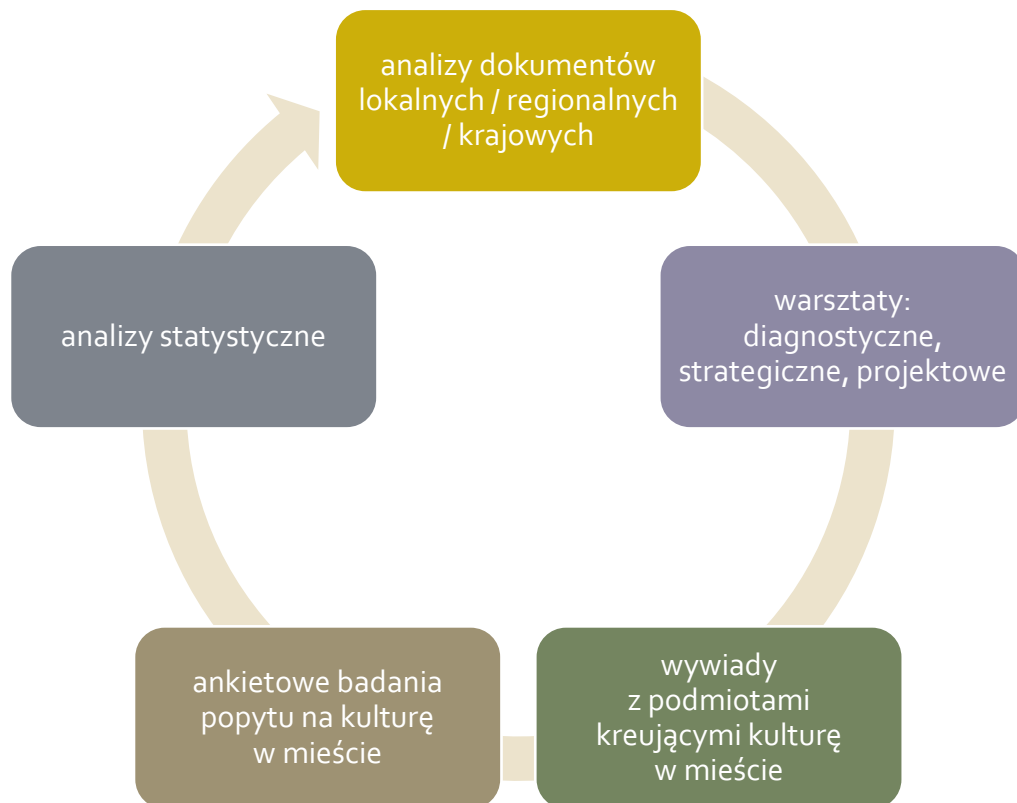 analizy dokumentów
lokalnych / regionalnych
/ krajowych
warsztaty:
diagnostyczne,
strategiczne, projektowe
wywiady
z podmiotami
kreującymi kulturę
w mieście
ankietowe badania
popytu na kulturę
w mieście
analizy statystyczne